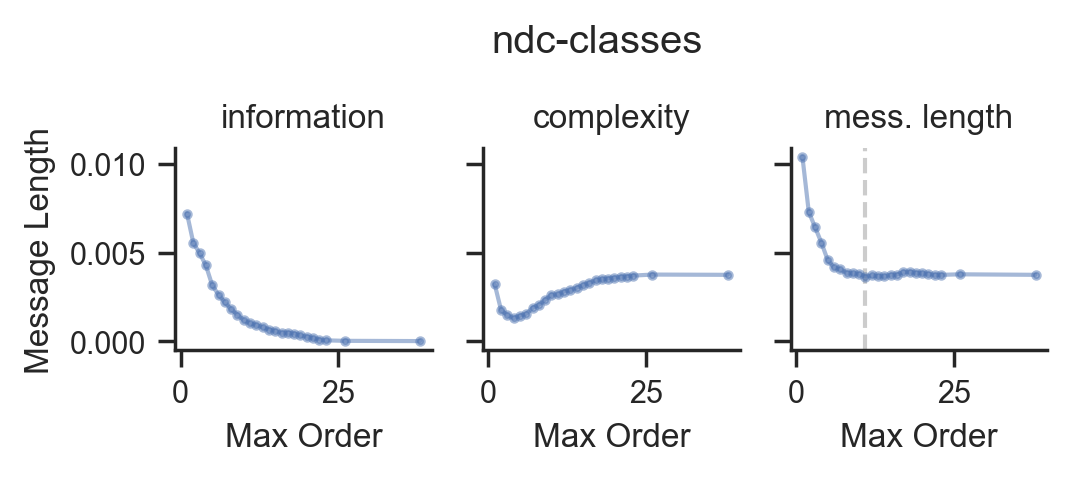 ndc-classes
information
complexity
mess. length
Message Length
0.010
0.005
0.000
0 25
0 25
0 25
Max Order
Max Order
Max Order